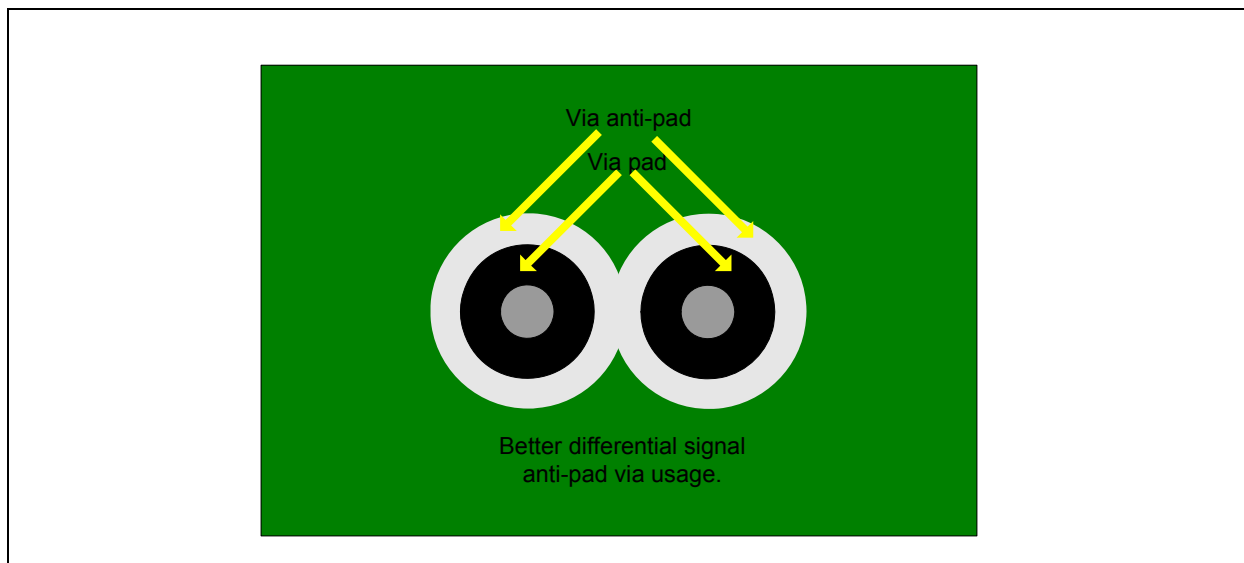 Via anti-pad
Via pad
Better differential signal
anti-pad via usage.